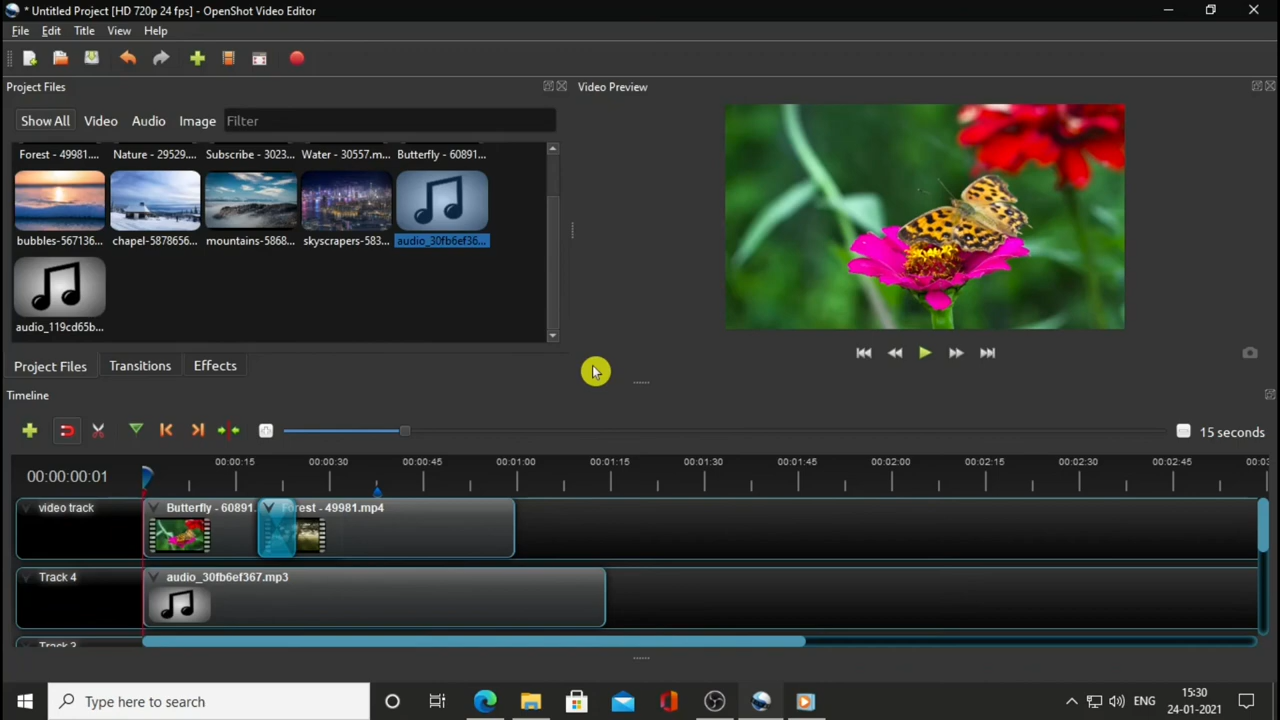 * Untitled Project [HD 720p 24 fps] - OpenShot Video Editor
File Edit Title View Help
Project Files
Video Preview
Show All Video Audio Image Filter
Forest - 49981.... Nature - 29529.... Subscribe - 3023... Water - 30557.m... Butterfly - 60891...
bubbles-567136... chapel-5878656... mountains-5868... skyscrapers-583... audio_30fb6ef36...
audio_119cd65b...
Project Files Transitions Effects
Timeline
15 seconds
00:00:00:01
00:00:15 00:00:30 00:00:45 00:01:00 00:01:15 00:01:30 00:01:45 00:02:00 00:02:15 00:02:30 00:02:45 00:03
video track
Butterfly - 60891.
rest - 49981.mp4
Track 4
audio_30fb6ef367.mp3
Track 3
Type here to search
ENG
15:30
24-01-2021